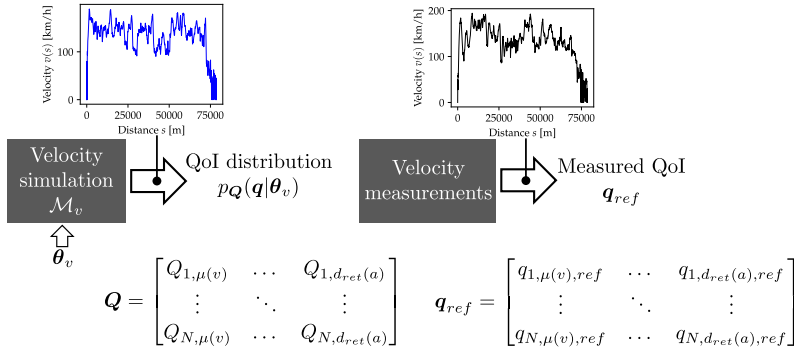 Velocity v(s) [km/h]
100
0
0 25000 50000 75000
Distance s [m]
Velocity v(s) [km/h]
200
100
0
0 25000 50000 75000
Distance s [m]
Velocity
simulation
ℳ_v
QoI distribution
p_Q(q|θ_v)
θ_v
Velocity
measurements
Measured QoI
q_ref
Q = [Q_{1,μ(v)} … Q_{1,d_ret(a)}
⋮ ⋱ ⋮
Q_{N,μ(v)} … Q_{N,d_ret(a)}]
q_ref = [q_{1,μ(v),ref} … q_{1,d_ret(a),ref}
⋮ ⋱ ⋮
q_{N,μ(v),ref} … q_{N,d_ret(a),ref}]